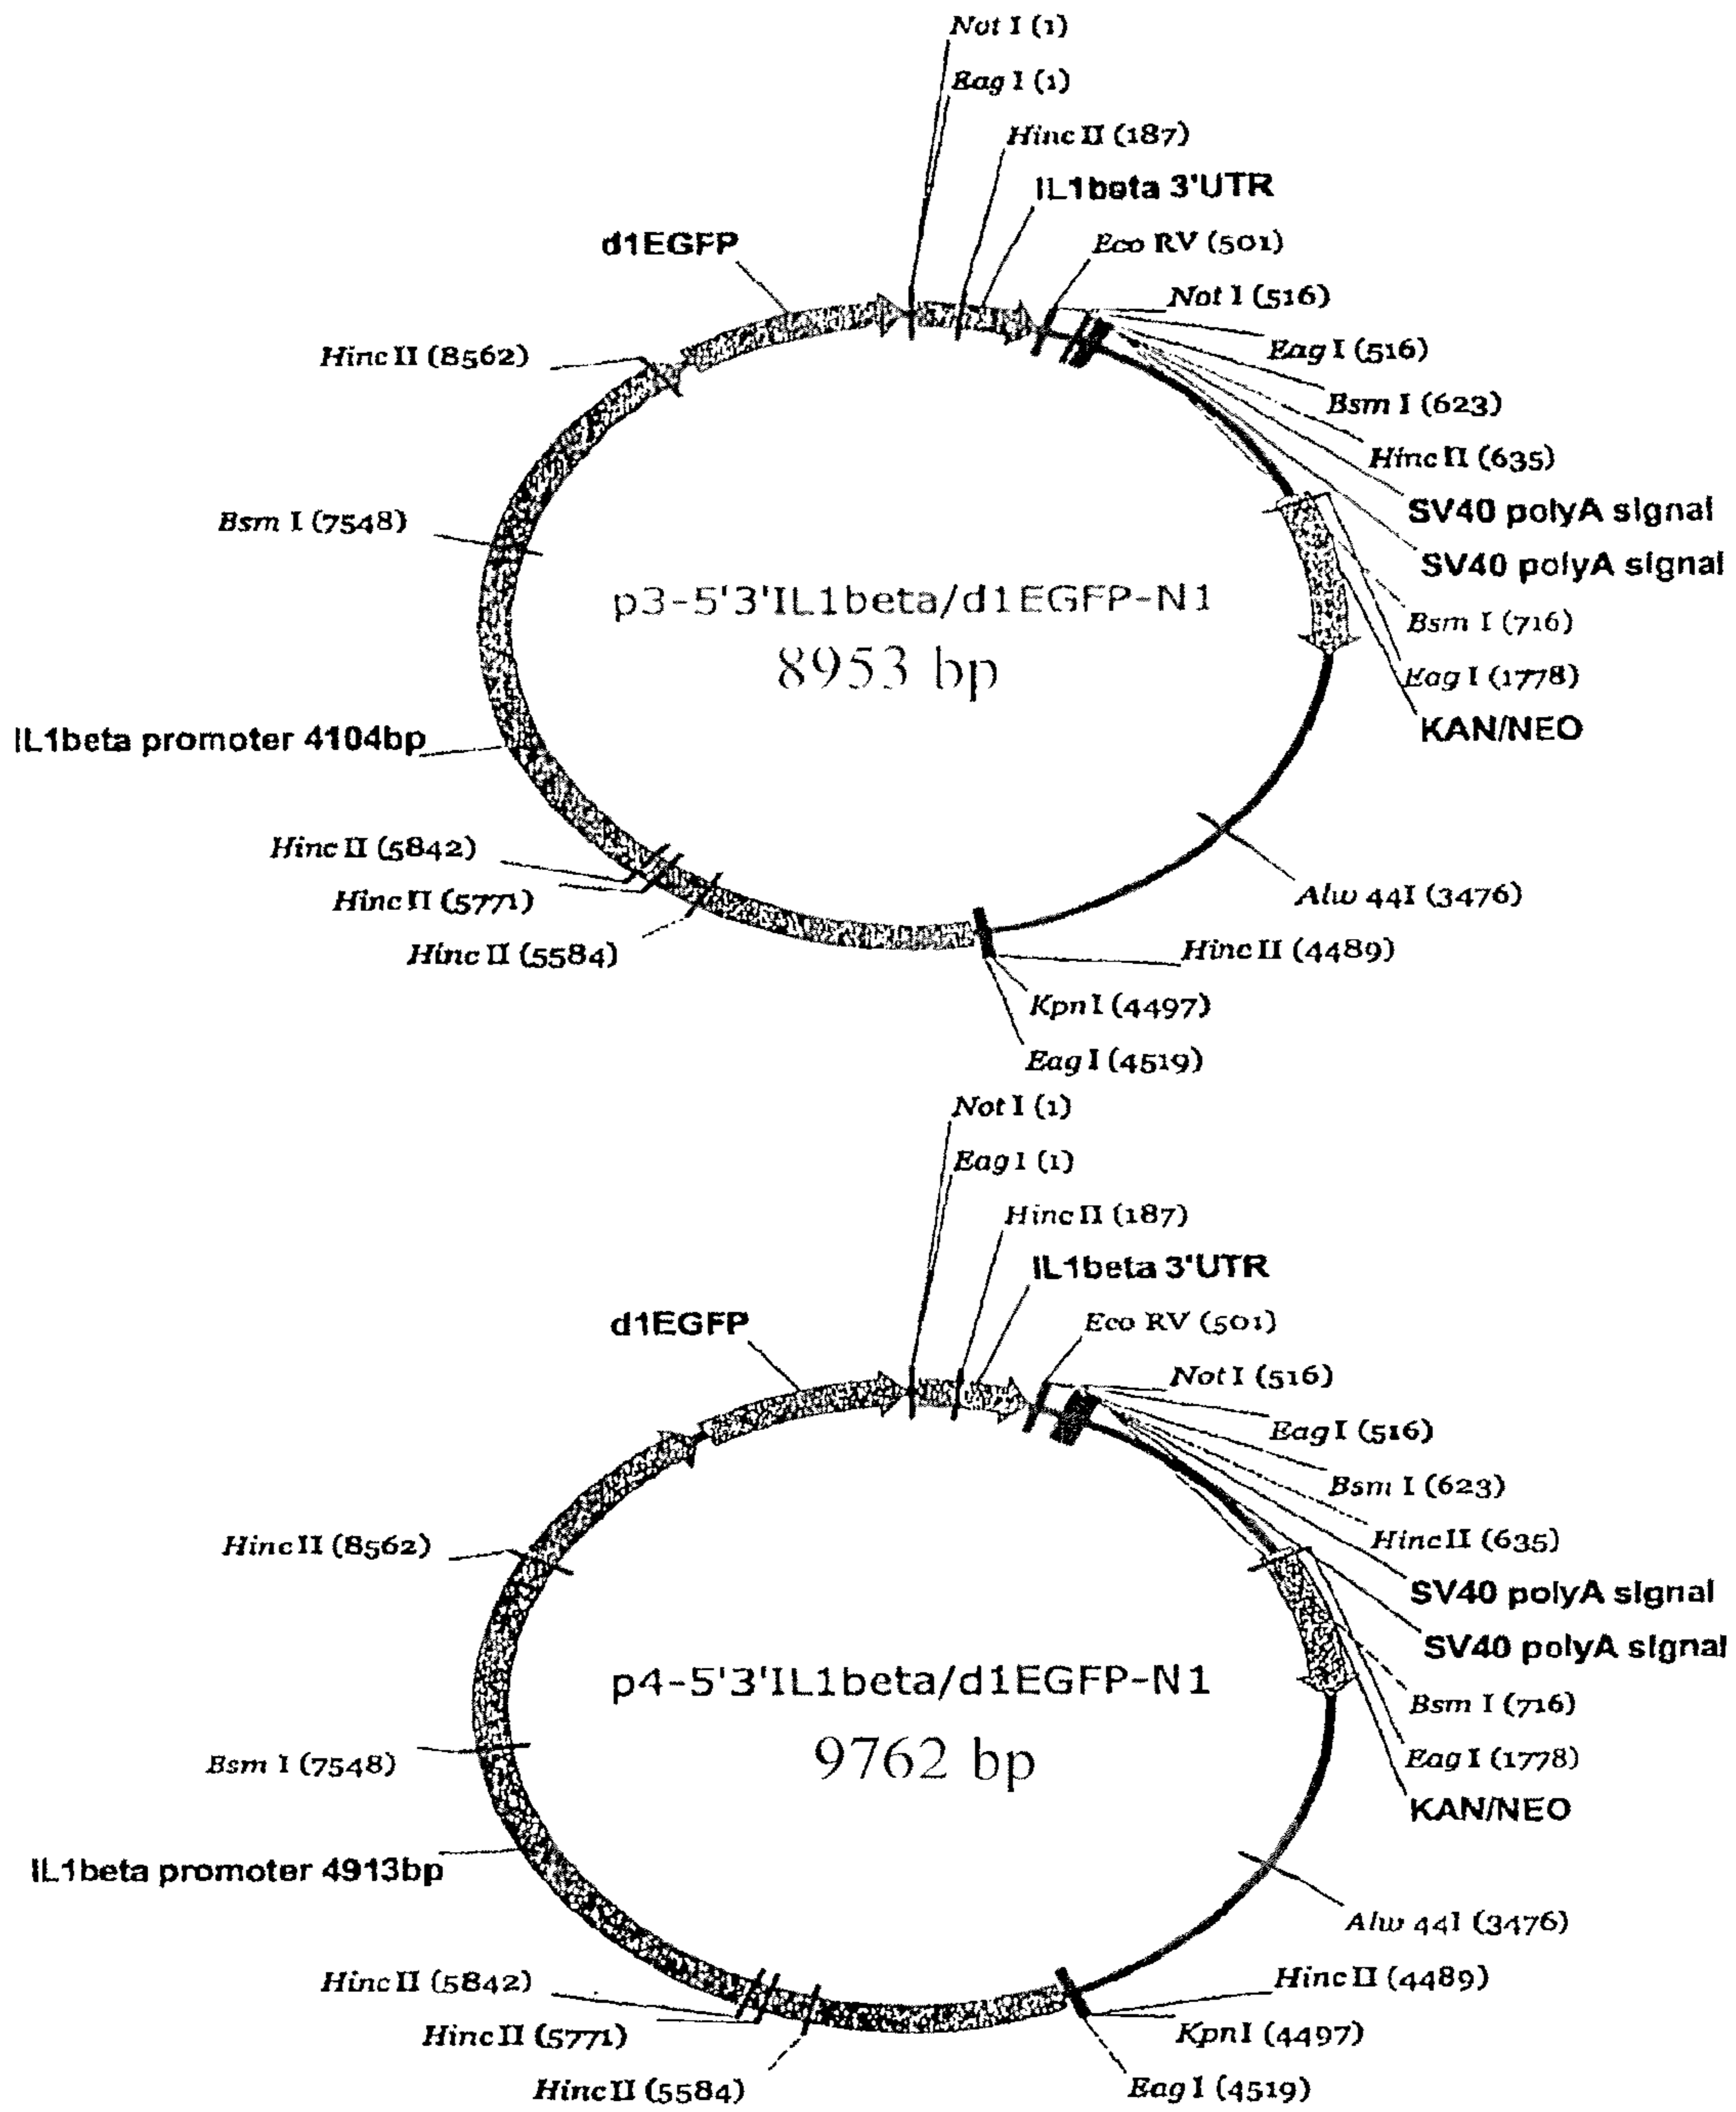 Not I (1)
Eag I (1)
Hinc II (187)
IL1beta 3'UTR
d1EGFP
Eco RV (501)
Not I (516)
Hinc II (8562)
Eag I (516)
Bsm I (623)
Hinc II (635)
SV40 polyA signal
Bsm I (7548)
SV40 polyA signal
p3-5'3'IL1beta/d1EGFP-N1
Bsm I (716)
8953 bp
Eag I (1778)
KAN/NEO
IL1beta promoter 4104bp
Hinc II (5842)
Alw 44I (3476)
Hinc II (5771)
Hinc II (5584)
Hinc II (4489)
Kpn I (4497)
Eag I (4519)
Not I (1)
Eag I (1)
Hinc II (187)
IL1beta 3'UTR
d1EGFP
Eco RV (501)
Not I (516)
Eag I (516)
Bsm I (623)
Hinc II (8562)
Hinc II (635)
SV40 polyA signal
SV40 polyA signal
p4-5'3'IL1beta/d1EGFP-N1
Bsm I (716)
9762 bp
Bsm I (7548)
Eag I (1778)
KAN/NEO
IL1beta promoter 4913bp
Alw 44I (3476)
Hinc II (5842)
Hinc II (4489)
Hinc II (5771)
Kpn I (4497)
Hinc II (5584)
Eag I (4519)